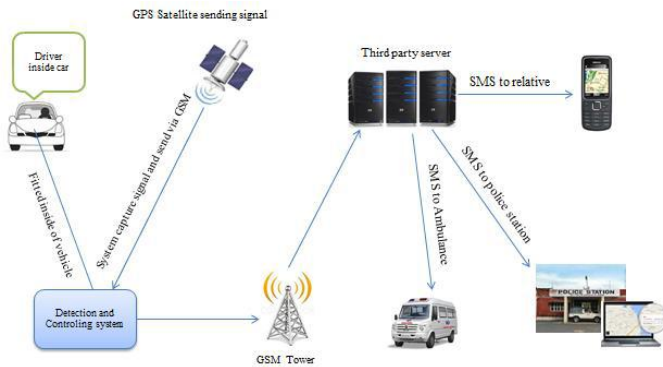 GPS Satellite sending signal
Driver
inside car
Third party server
SMS to relative
System capture signal and send via GSM
Fitted inside of vehicle
SMS to Ambulance
SMS to police station
POLICE STATION
Detection and
Controling system
GSM Tower